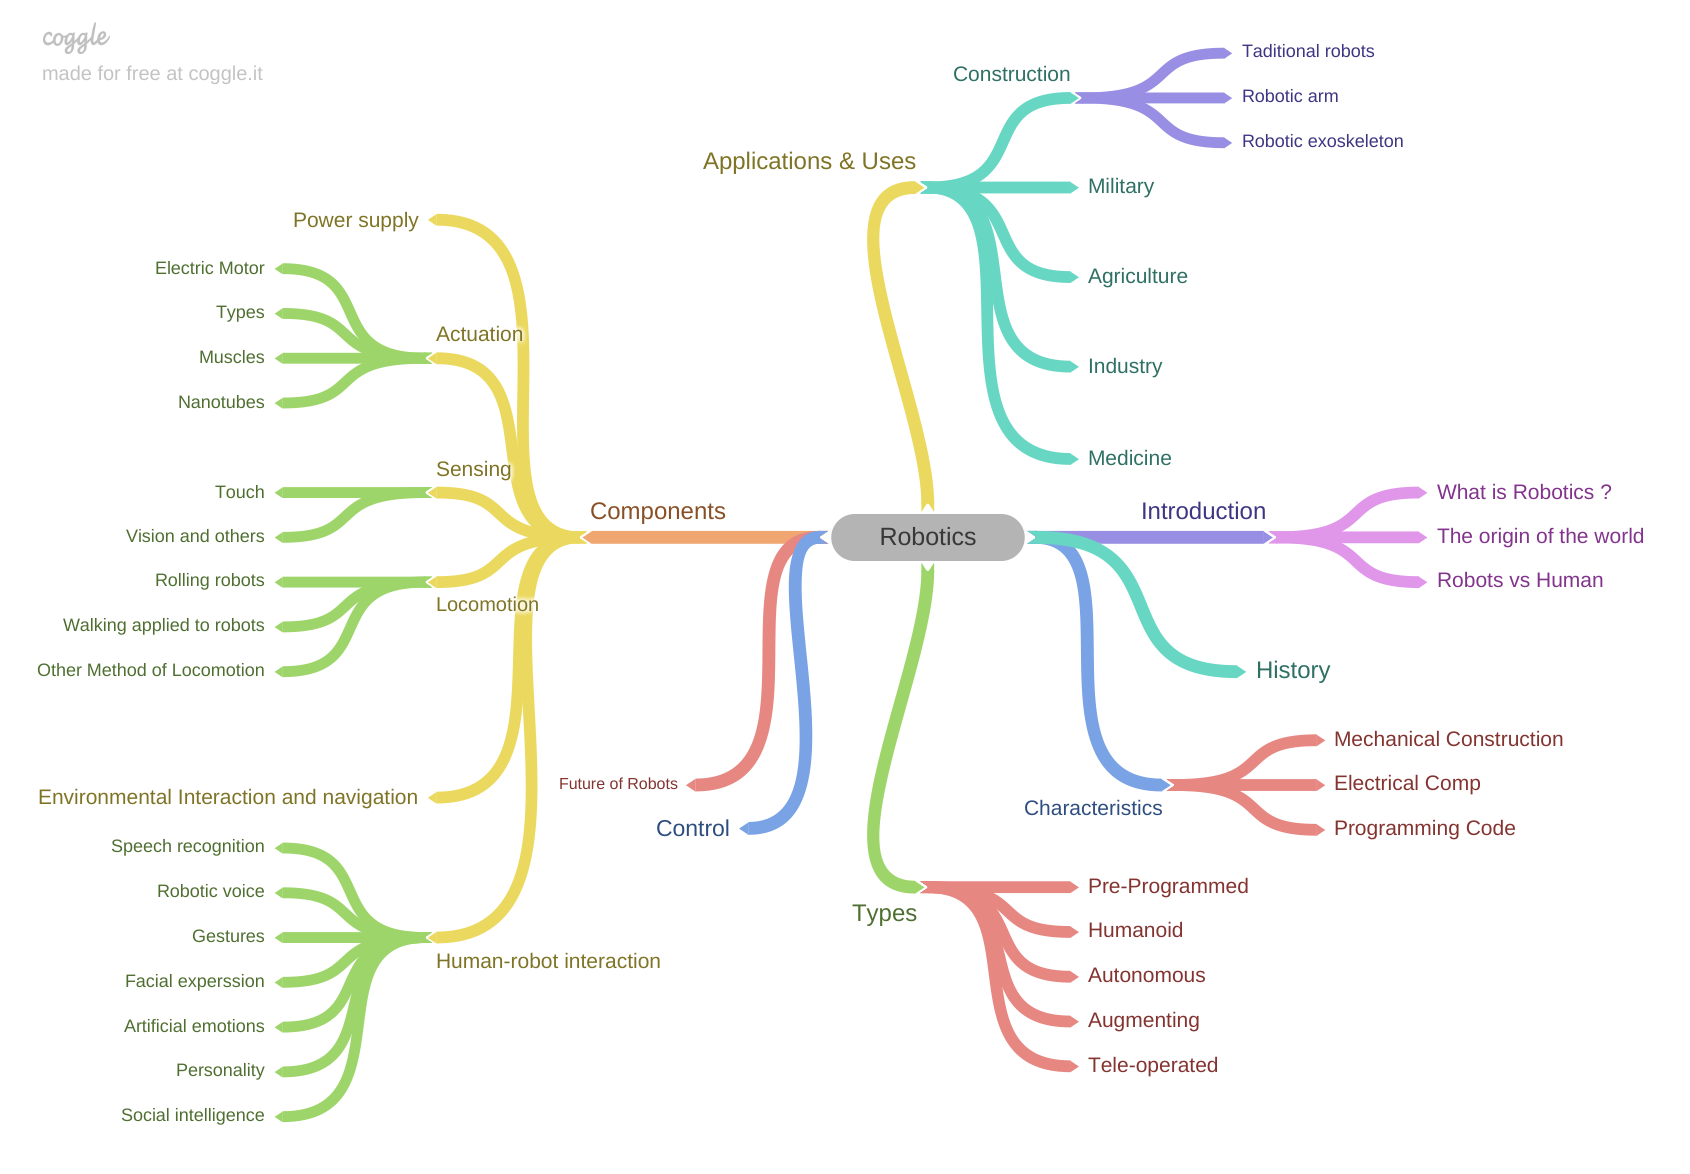 coggle
made for free at coggle.it
Robotics
Applications & Uses
Construction
Taditional robots
Robotic arm
Robotic exoskeleton
Military
Agriculture
Industry
Medicine
Introduction
What is Robotics ?
The origin of the world
Robots vs Human
History
Characteristics
Mechanical Construction
Electrical Comp
Programming Code
Types
Pre-Programmed
Humanoid
Autonomous
Augmenting
Tele-operated
Components
Power supply
Actuation
Electric Motor
Types
Muscles
Nanotubes
Sensing
Touch
Vision and others
Locomotion
Rolling robots
Walking applied to robots
Other Method of Locomotion
Environmental Interaction and navigation
Human-robot interaction
Speech recognition
Robotic voice
Gestures
Facial experssion
Artificial emotions
Personality
Social intelligence
Future of Robots
Control